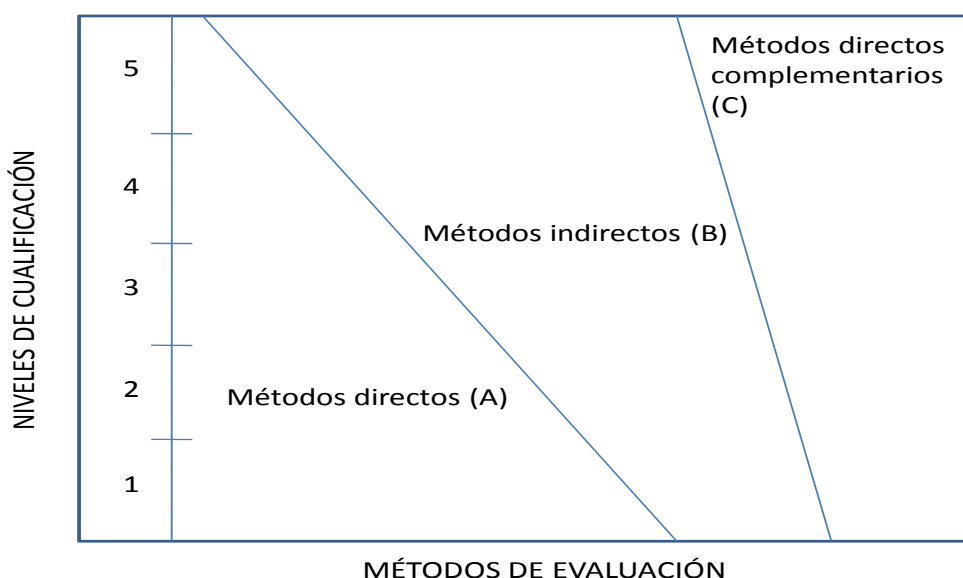 Métodos directos
complementarios
(C)
5
4
Métodos indirectos (B)
3
2
Métodos directos (A)
1
NIVELES DE CUALIFICACIÓN
MÉTODOS DE EVALUACIÓN